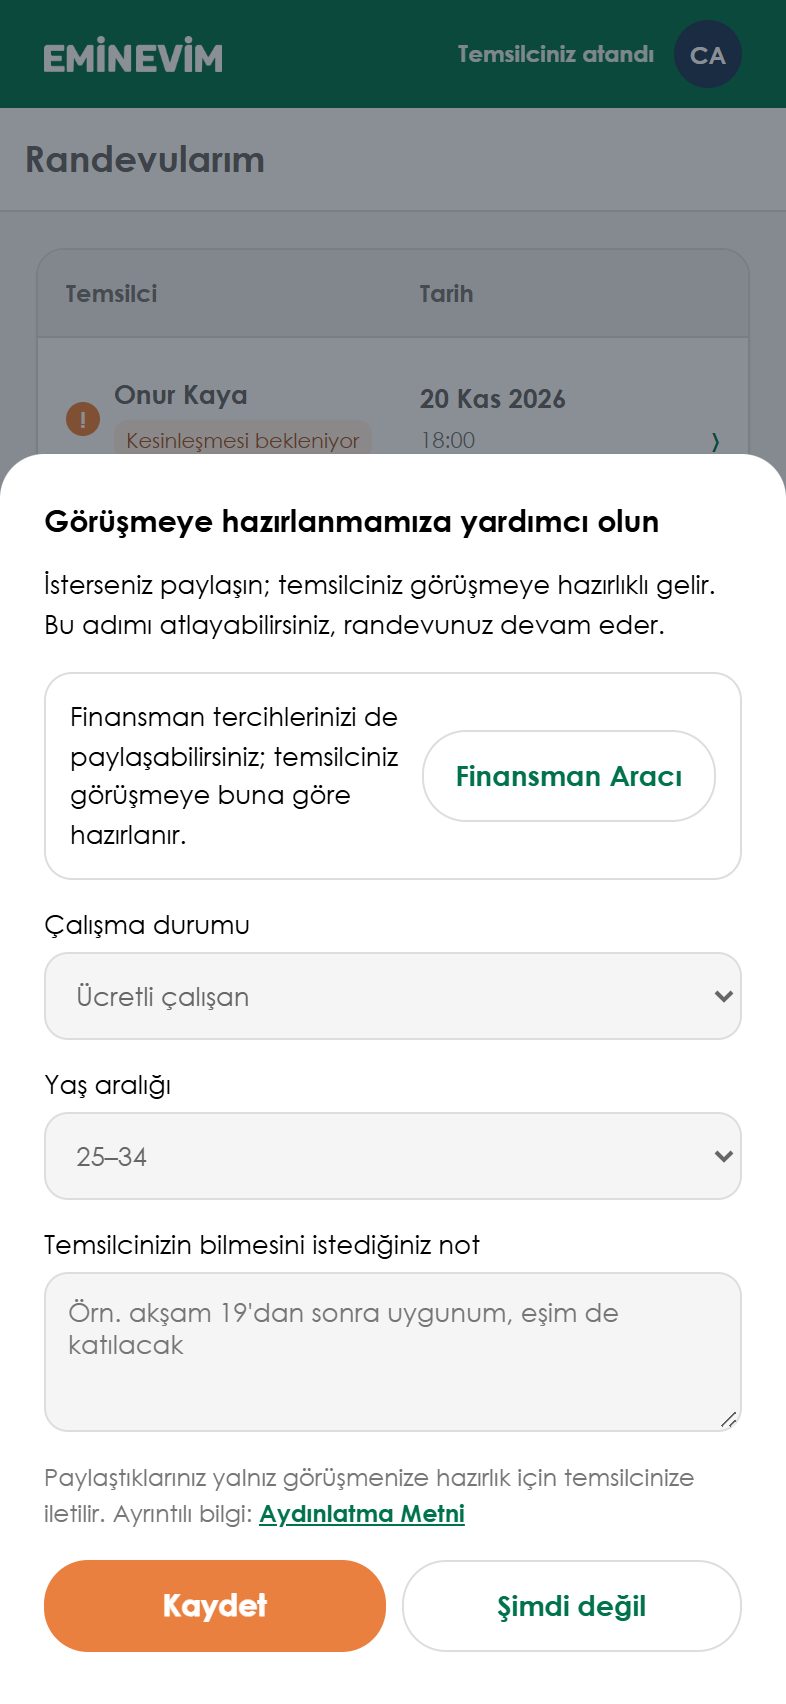 EMİNEVİM
Temsilciniz atandı
CA
Randevularım
Temsilci
Tarih
!
Onur Kaya
20 Kas 2026
Kesinleşmesi bekleniyor
18:00
Görüşmeye hazırlanmamıza yardımcı olun
İsterseniz paylaşın; temsilciniz görüşmeye hazırlıklı gelir.
Bu adımı atlayabilirsiniz, randevunuz devam eder.
Finansman tercihlerinizi de
paylaşabilirsiniz; temsilciniz
görüşmeye buna göre
hazırlanır.
Finansman Aracı
Çalışma durumu
Ücretli çalışan
Yaş aralığı
25–34
Temsilcinizin bilmesini istediğiniz not
Örn. akşam 19'dan sonra uygunum, eşim de
katılacak
Paylaştıklarınız yalnız görüşmenize hazırlık için temsilcinize
iletilir. Ayrıntılı bilgi: Aydınlatma Metni
Kaydet
Şimdi değil